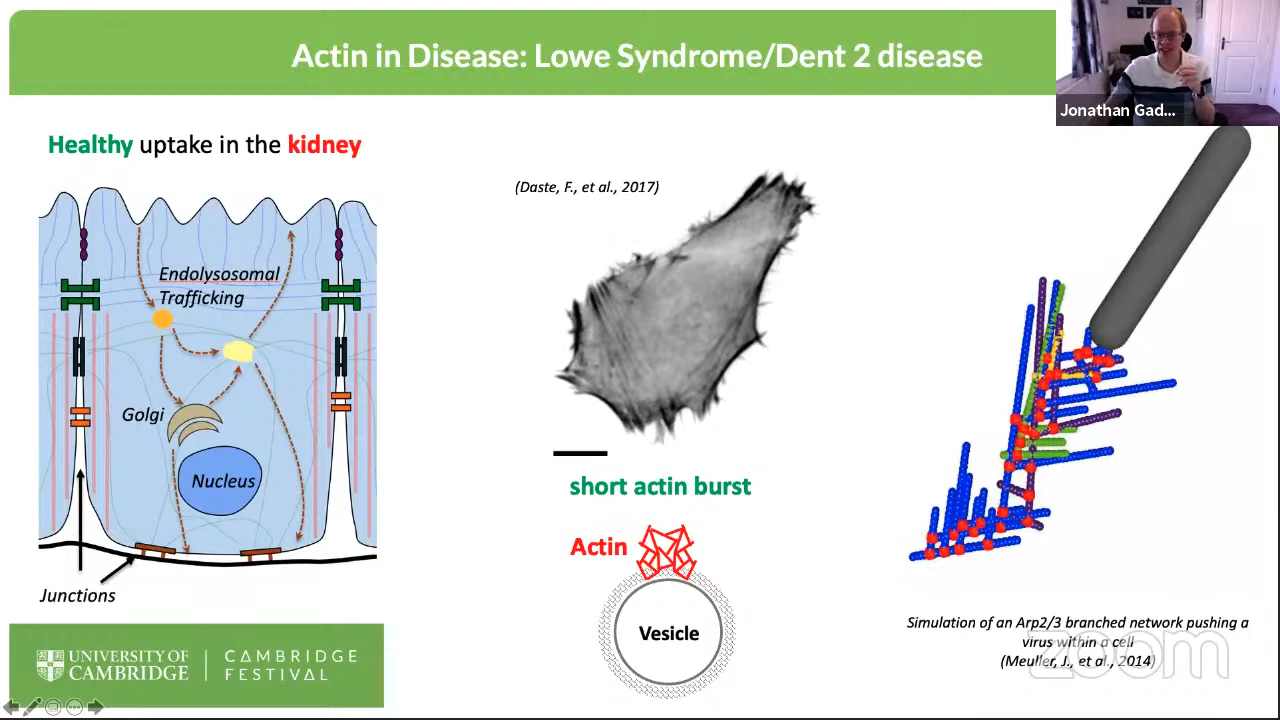 Actin in Disease: Lowe Syndrome/Dent 2 disease
Jonathan Gad...
Healthy uptake in the kidney
(Daste, F., et al., 2017)
Endolysosomal
Trafficking
Golgi
Nucleus
Junctions
short actin burst
Actin
Vesicle
Simulation of an Arp2/3 branched network pushing a
virus within a cell
(Meuller, J., et al., 2014)
zoom
UNIVERSITY OF
CAMBRIDGE
CAMBRIDGE
FESTIVAL